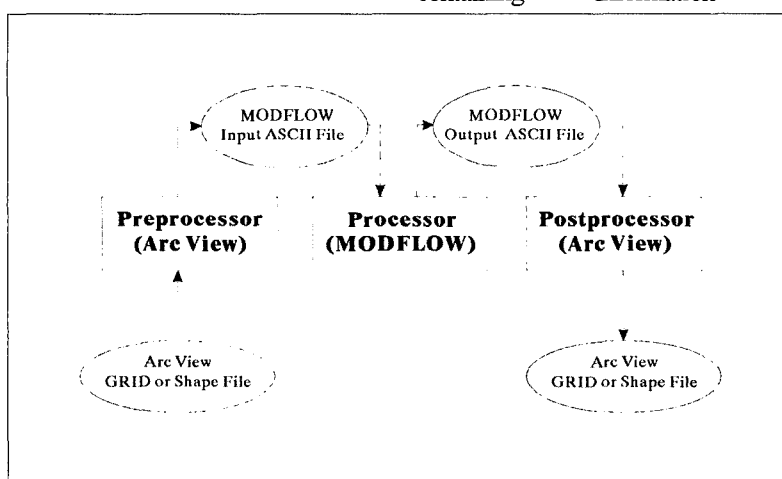 MODFLOW
Input ASCII File
MODFLOW
Output ASCII File
Preprocessor
(Arc View)
Processor
(MODFLOW)
Postprocessor
(Arc View)
Arc View
GRID or Shape File
Arc View
GRID or Shape File